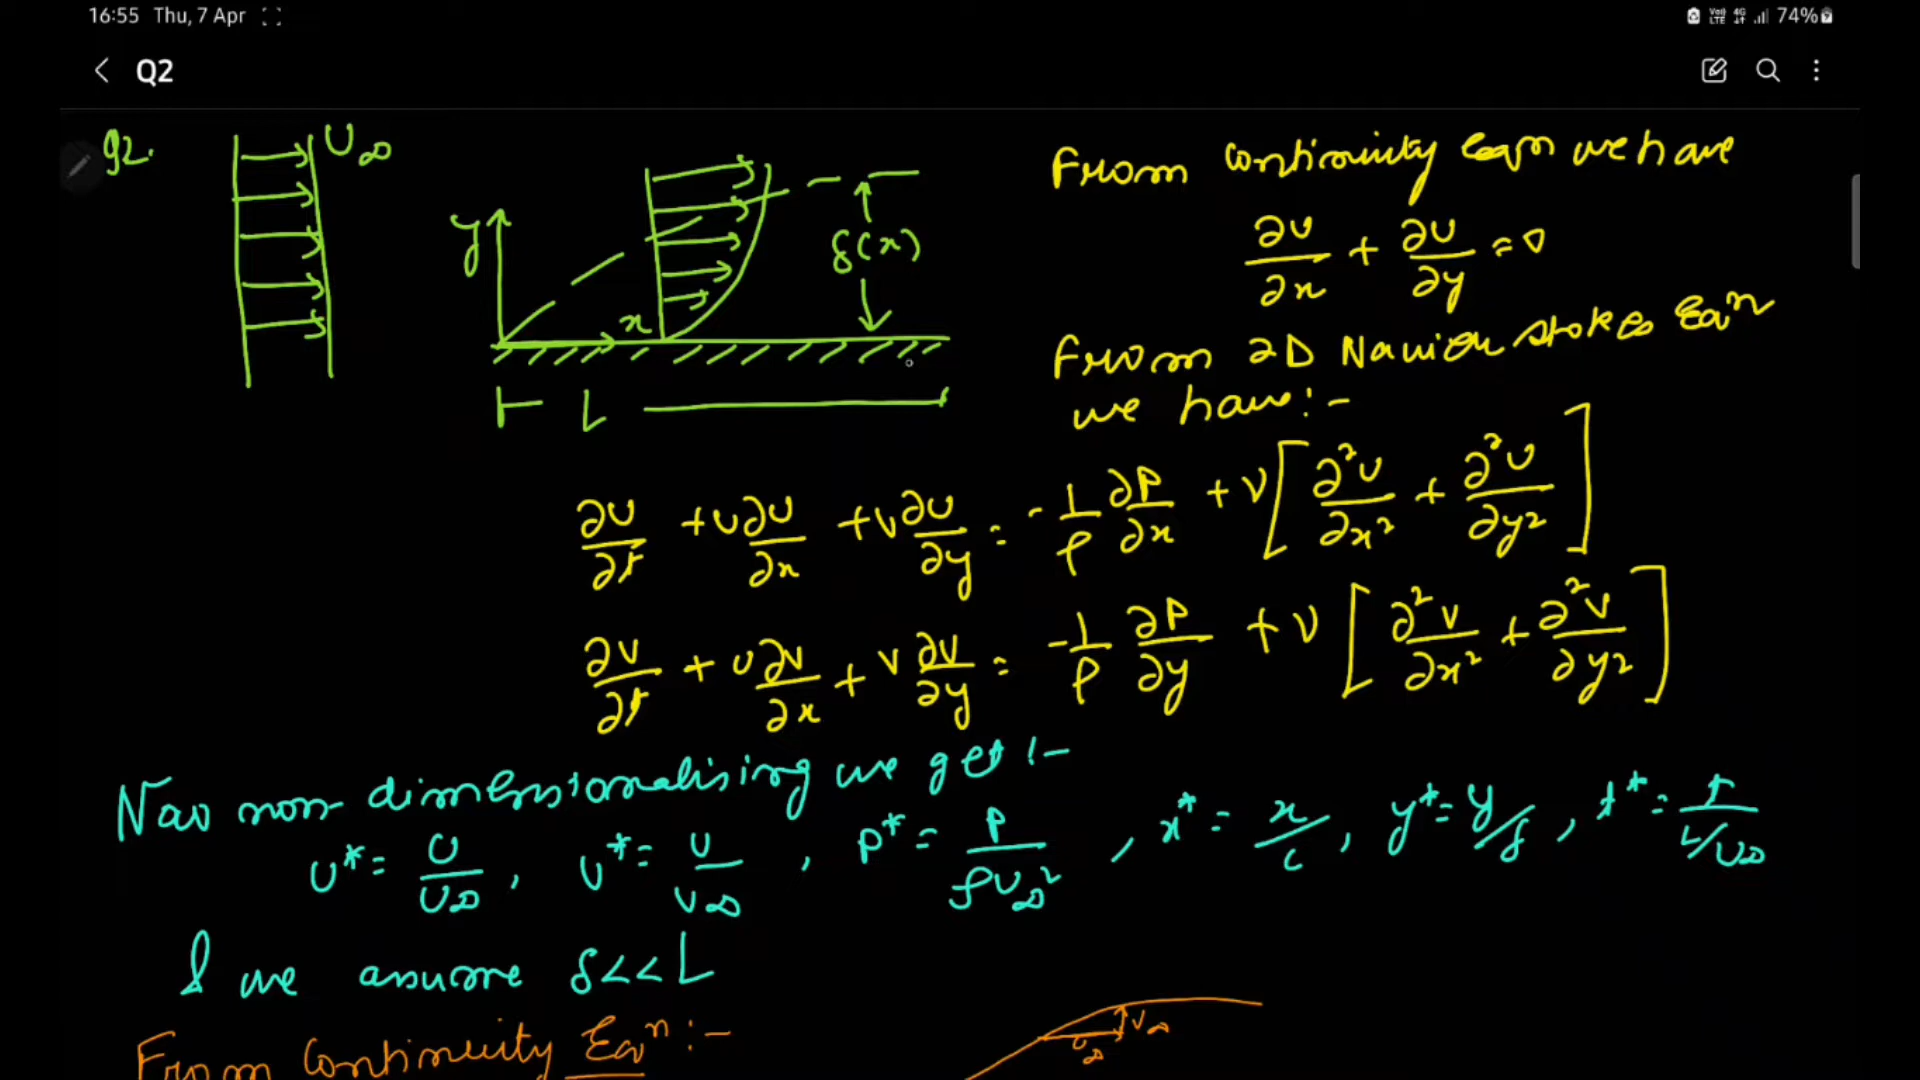 16:55 Thu, 7 Apr
74%
Q2
Q2.
U∞
y
x
δ(x)
L
From Continuity Eqn we have
∂U/∂x + ∂U/∂y = 0
From 2D Navier Stokes Eqⁿ
we have:-
∂U/∂t + U∂U/∂x + V∂U/∂y = -1/ρ ∂P/∂x + ν[∂²U/∂x² + ∂²U/∂y²]
∂V/∂t + U∂V/∂x + V∂V/∂y = -1/ρ ∂P/∂y + ν[∂²V/∂x² + ∂²V/∂y²]
Now non-dimensionalising we get :-
U* = U/U∞, υ* = υ/V∞, P* = P/ρU∞², x* = x/L, y* = y/δ, t* = t/L/U∞
& we assume δ<<L
From Continuity Eqⁿ:-
V∞
U∞